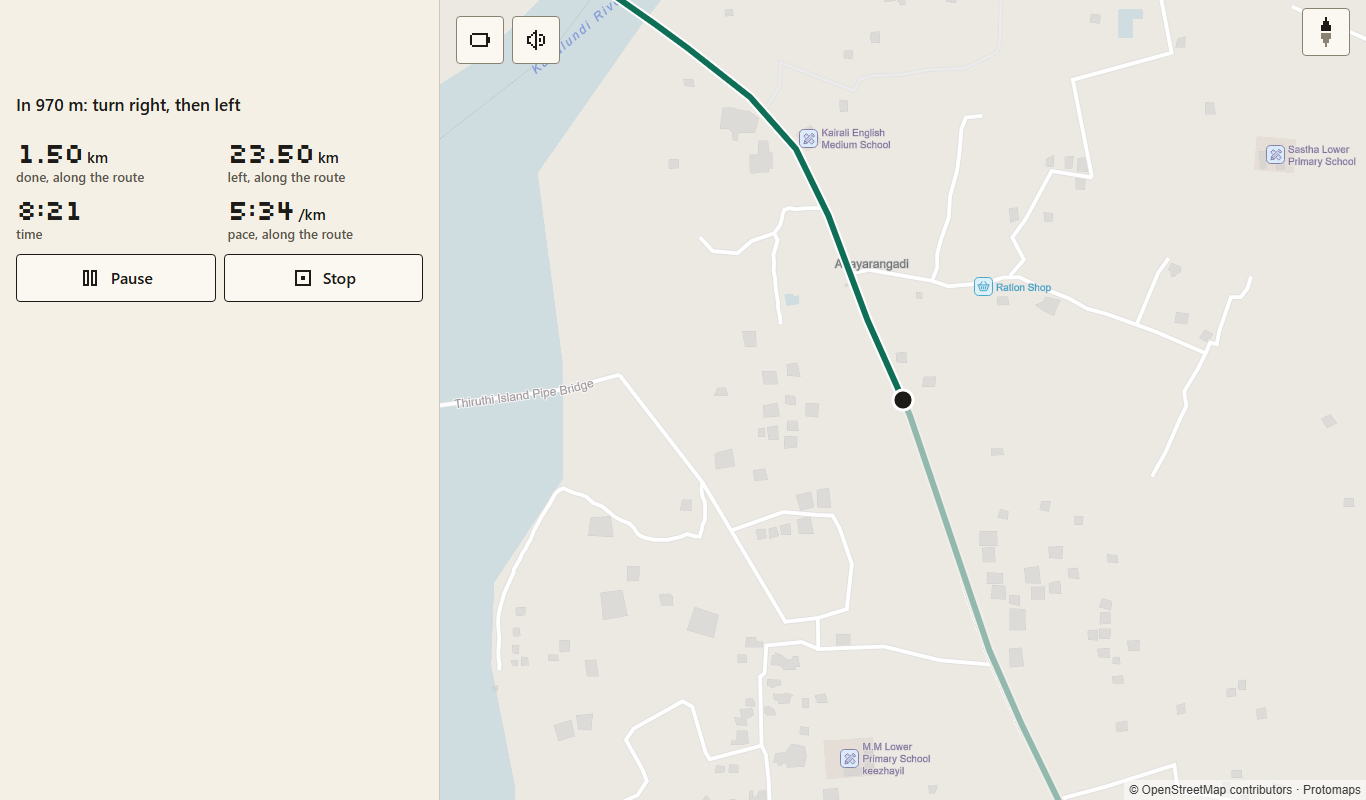 In 970 m: turn right, then left
1.50 km
done, along the route
23.50 km
left, along the route
8:21
time
5:34 /km
pace, along the route
Pause
Stop
Kairali English
Medium School
Sastha Lower
Primary School
Ration Shop
Thiruthi Island Pipe Bridge
M.M Lower
Primary School
keezhayil
© OpenStreetMap contributors · Protomaps